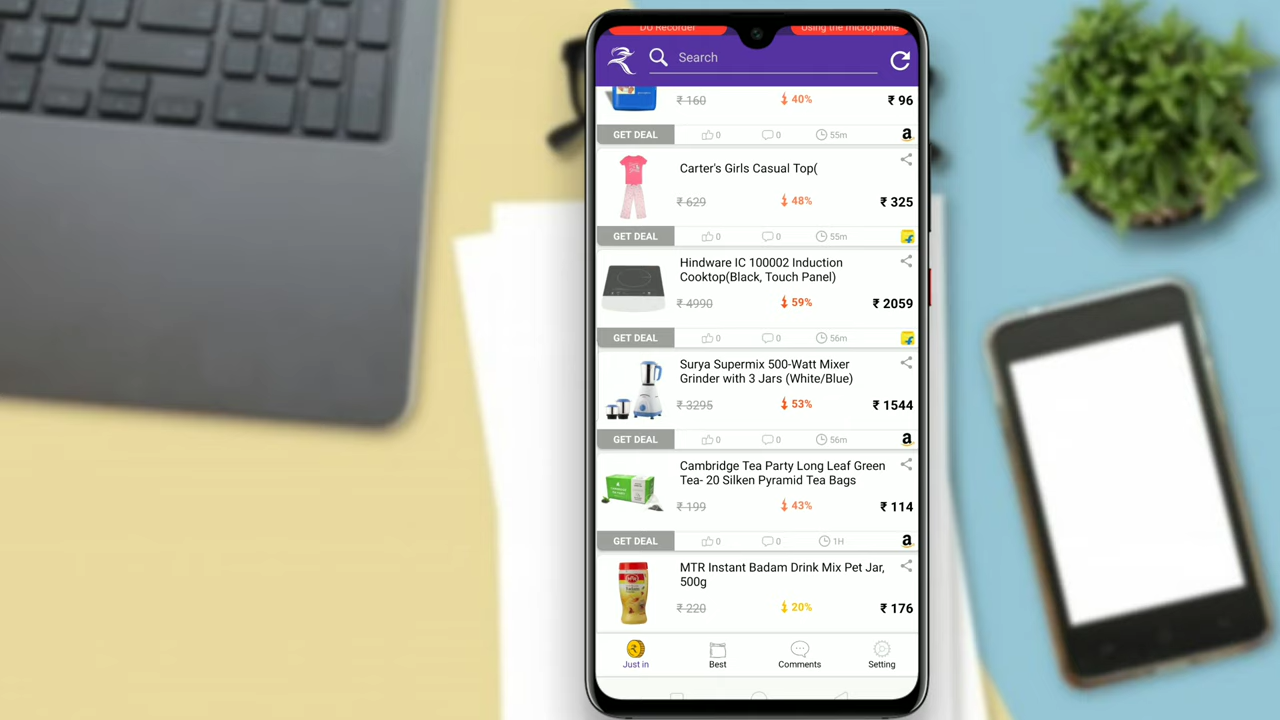 DO Recorder
Using the microphone
Search
₹ 160
40%
₹ 96
GET DEAL
0
0
55m
a
Carter's Girls Casual Top(
₹ 629
48%
₹ 325
GET DEAL
0
0
55m
Hindware IC 100002 Induction
Cooktop(Black, Touch Panel)
₹ 4990
59%
₹ 2059
GET DEAL
0
0
56m
Surya Supermix 500-Watt Mixer
Grinder with 3 Jars (White/Blue)
₹ 3295
53%
₹ 1544
GET DEAL
0
0
56m
a
Cambridge Tea Party Long Leaf Green
Tea- 20 Silken Pyramid Tea Bags
₹ 199
43%
₹ 114
GET DEAL
0
0
1H
a
MTR Instant Badam Drink Mix Pet Jar,
500g
₹ 220
20%
₹ 176
Just in
Best
Comments
Setting